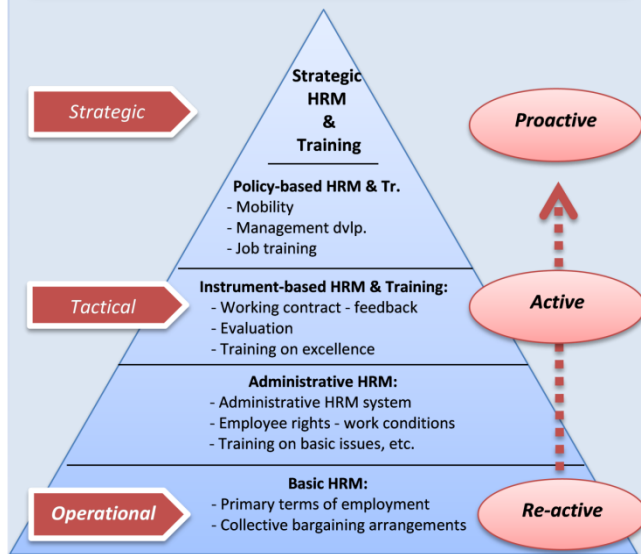 Strategic
HRM
&
Training
Strategic
Proactive
Policy-based HRM & Tr.
- Mobility
- Management dvlp.
- Job training
Tactical
Instrument-based HRM & Training:
- Working contract - feedback
- Evaluation
- Training on excellence
Active
Administrative HRM:
- Administrative HRM system
- Employee rights - work conditions
- Training on basic issues, etc.
Operational
Basic HRM:
- Primary terms of employment
- Collective bargaining arrangements
Re-active